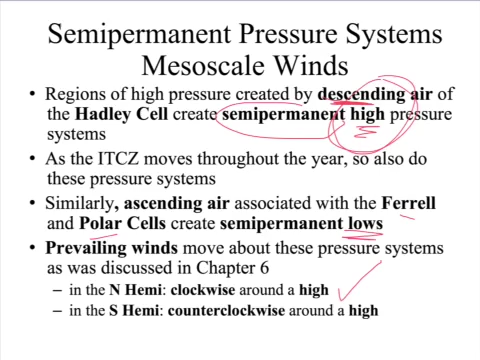 Semipermanent Pressure Systems
Mesoscale Winds
• Regions of high pressure created by descending air of
the Hadley Cell create semipermanent high pressure
systems
• As the ITCZ moves throughout the year, so also do
these pressure systems
• Similarly, ascending air associated with the Ferrell
and Polar Cells create semipermanent lows
• Prevailing winds move about these pressure systems
as was discussed in Chapter 6
– in the N Hemi: clockwise around a high
– in the S Hemi: counterclockwise around a high